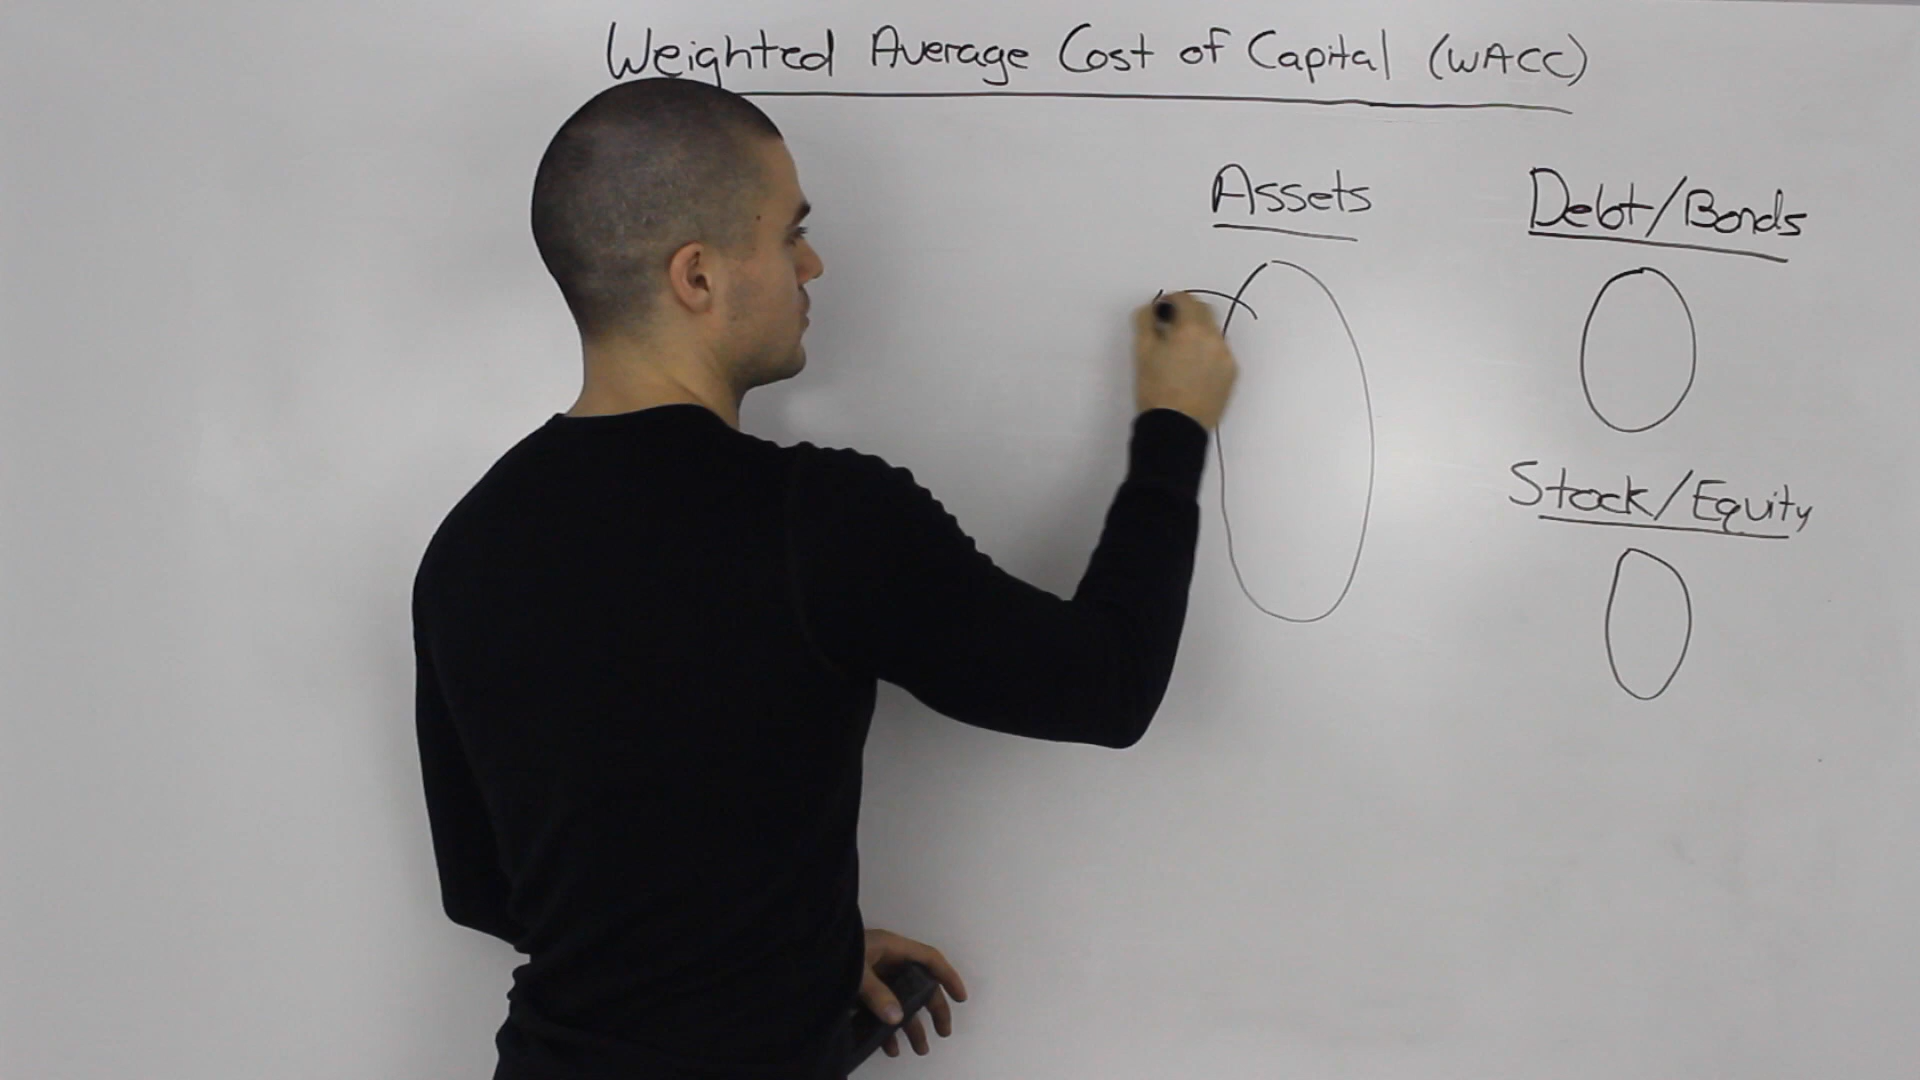 Weighted Average Cost of Capital (WACC)
Assets
Debt/Bonds
Stock/Equity